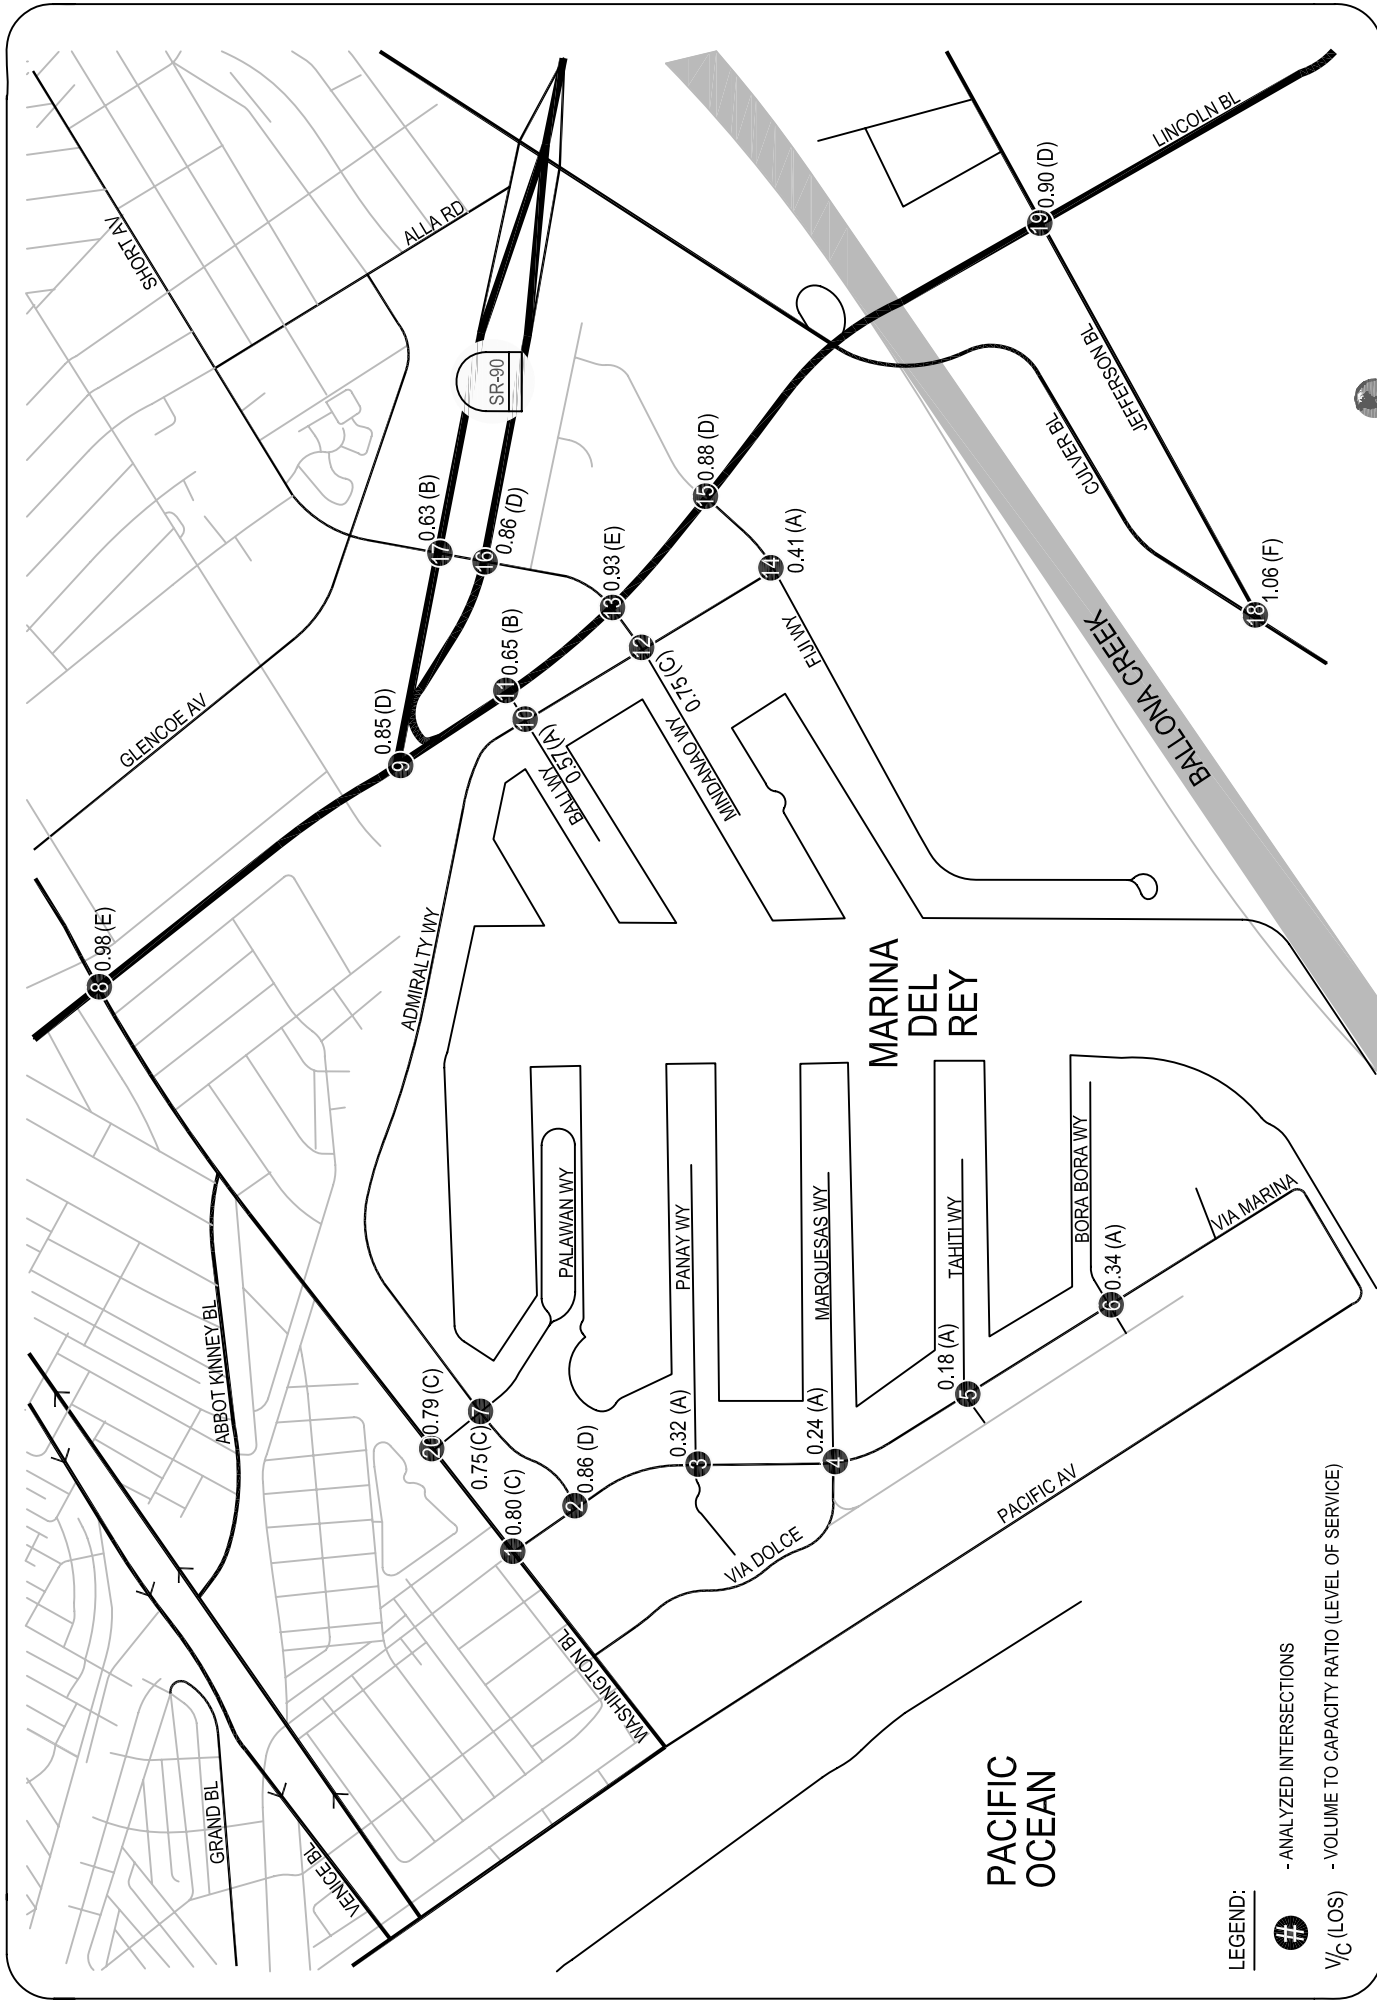 SHORT AV
ALLA RD
SR-90
GLENCOE AV
LINCOLN BL
JEFFERSON BL
CULVER BL
BALLONA CREEK
FIJI WY
MINDANAO WY
BALI WY
ADMIRALTY WY
MARINA
DEL
REY
PALAWAN WY
PANAY WY
MARQUESAS WY
TAHITI WY
BORA BORA WY
VIA MARINA
ABBOT KINNEY BL
VIA DOLCE
PACIFIC AV
WASHINGTON BL
GRAND BL
VENICE BL
PACIFIC
OCEAN
1 0.80 (C)
2 0.86 (D)
3 0.32 (A)
4 0.24 (A)
5 0.18 (A)
6 0.34 (A)
7 0.75 (C)
8 0.98 (E)
9 0.85 (D)
10 0.57 (A)
11 0.65 (B)
12 0.75 (C)
13 0.93 (E)
14 0.41 (A)
15 0.88 (D)
16 0.86 (D)
17 0.63 (B)
18 1.06 (F)
19 0.90 (D)
20 0.79 (C)
LEGEND:
# - ANALYZED INTERSECTIONS
V/C (LOS) - VOLUME TO CAPACITY RATIO (LEVEL OF SERVICE)